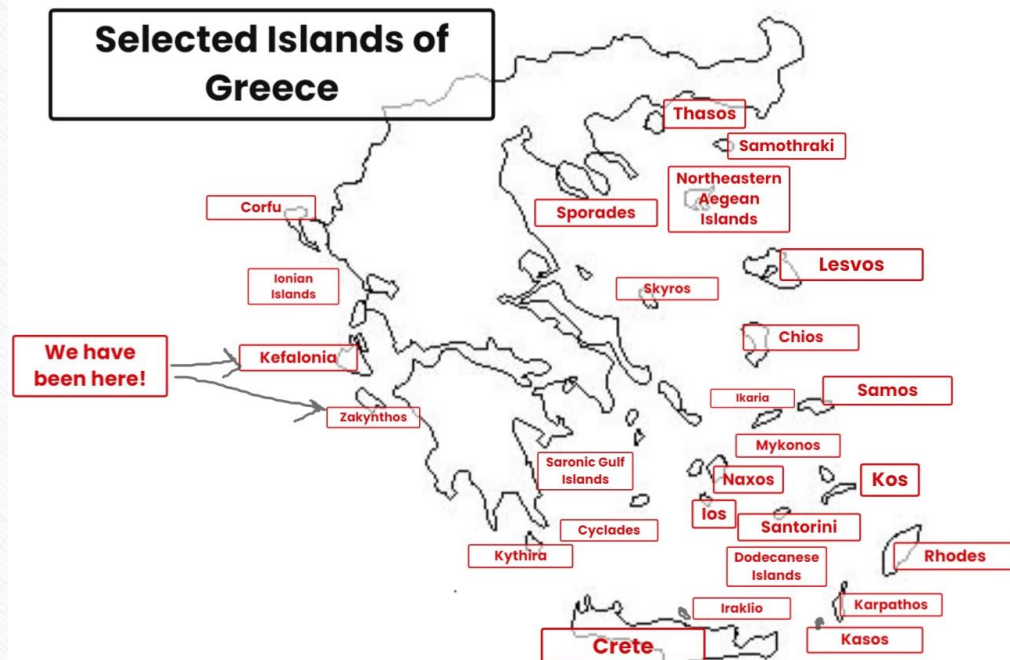 Selected Islands of
Greece
Thasos
Samothraki
Northeastern
Aegean
Islands
Sporades
Corfu
Lesvos
Ionian
Islands
Skyros
Chios
We have
been here!
Kefalonia
Samos
Ikaria
Zakynthos
Mykonos
Saronic Gulf
Islands
Naxos
Kos
Ios
Santorini
Cyclades
Kythira
Dodecanese
Islands
Rhodes
Iraklio
Karpathos
Crete
Kasos